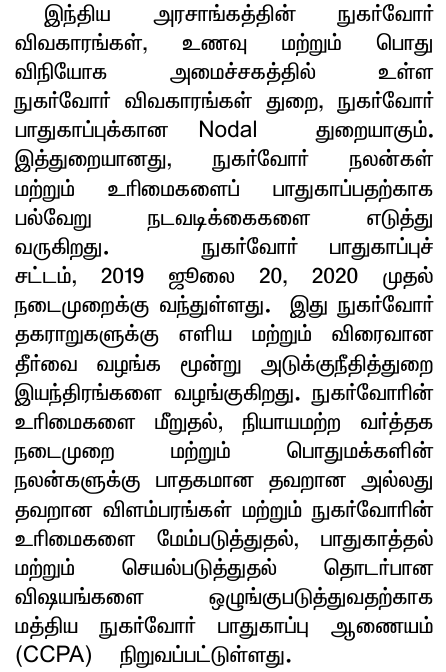 இந்திய அரசாங்கத்தின் நுகர்வோர்
விவகாரங்கள், உணவு மற்றும் பொது
விநியோக அமைச்சகத்தில் உள்ள
நுகர்வோர் விவகாரங்கள் துறை, நுகர்வோர்
பாதுகாப்புக்கான Nodal துறையாகும்.
இத்துறையானது, நுகர்வோர் நலன்கள்
மற்றும் உரிமைகளைப் பாதுகாப்பதற்காக
பல்வேறு நடவடிக்கைகளை எடுத்து
வருகிறது. நுகர்வோர் பாதுகாப்புச்
சட்டம், 2019 ஜூலை 20, 2020 முதல்
நடைமுறைக்கு வந்துள்ளது. இது நுகர்வோர்
தகராறுகளுக்கு எளிய மற்றும் விரைவான
தீர்வை வழங்க மூன்று அடுக்குநீதித்துறை
இயந்திரங்களை வழங்குகிறது. நுகர்வோரின்
உரிமைகளை மீறுதல், நியாயமற்ற வர்த்தக
நடைமுறை மற்றும் பொதுமக்களின்
நலன்களுக்கு பாதகமான தவறான அல்லது
தவறான விளம்பரங்கள் மற்றும் நுகர்வோரின்
உரிமைகளை மேம்படுத்துதல், பாதுகாத்தல்
மற்றும் செயல்படுத்துதல் தொடர்பான
விஷயங்களை ஒழுங்குபடுத்துவதற்காக
மத்திய நுகர்வோர் பாதுகாப்பு ஆணையம்
(CCPA) நிறுவப்பட்டுள்ளது.